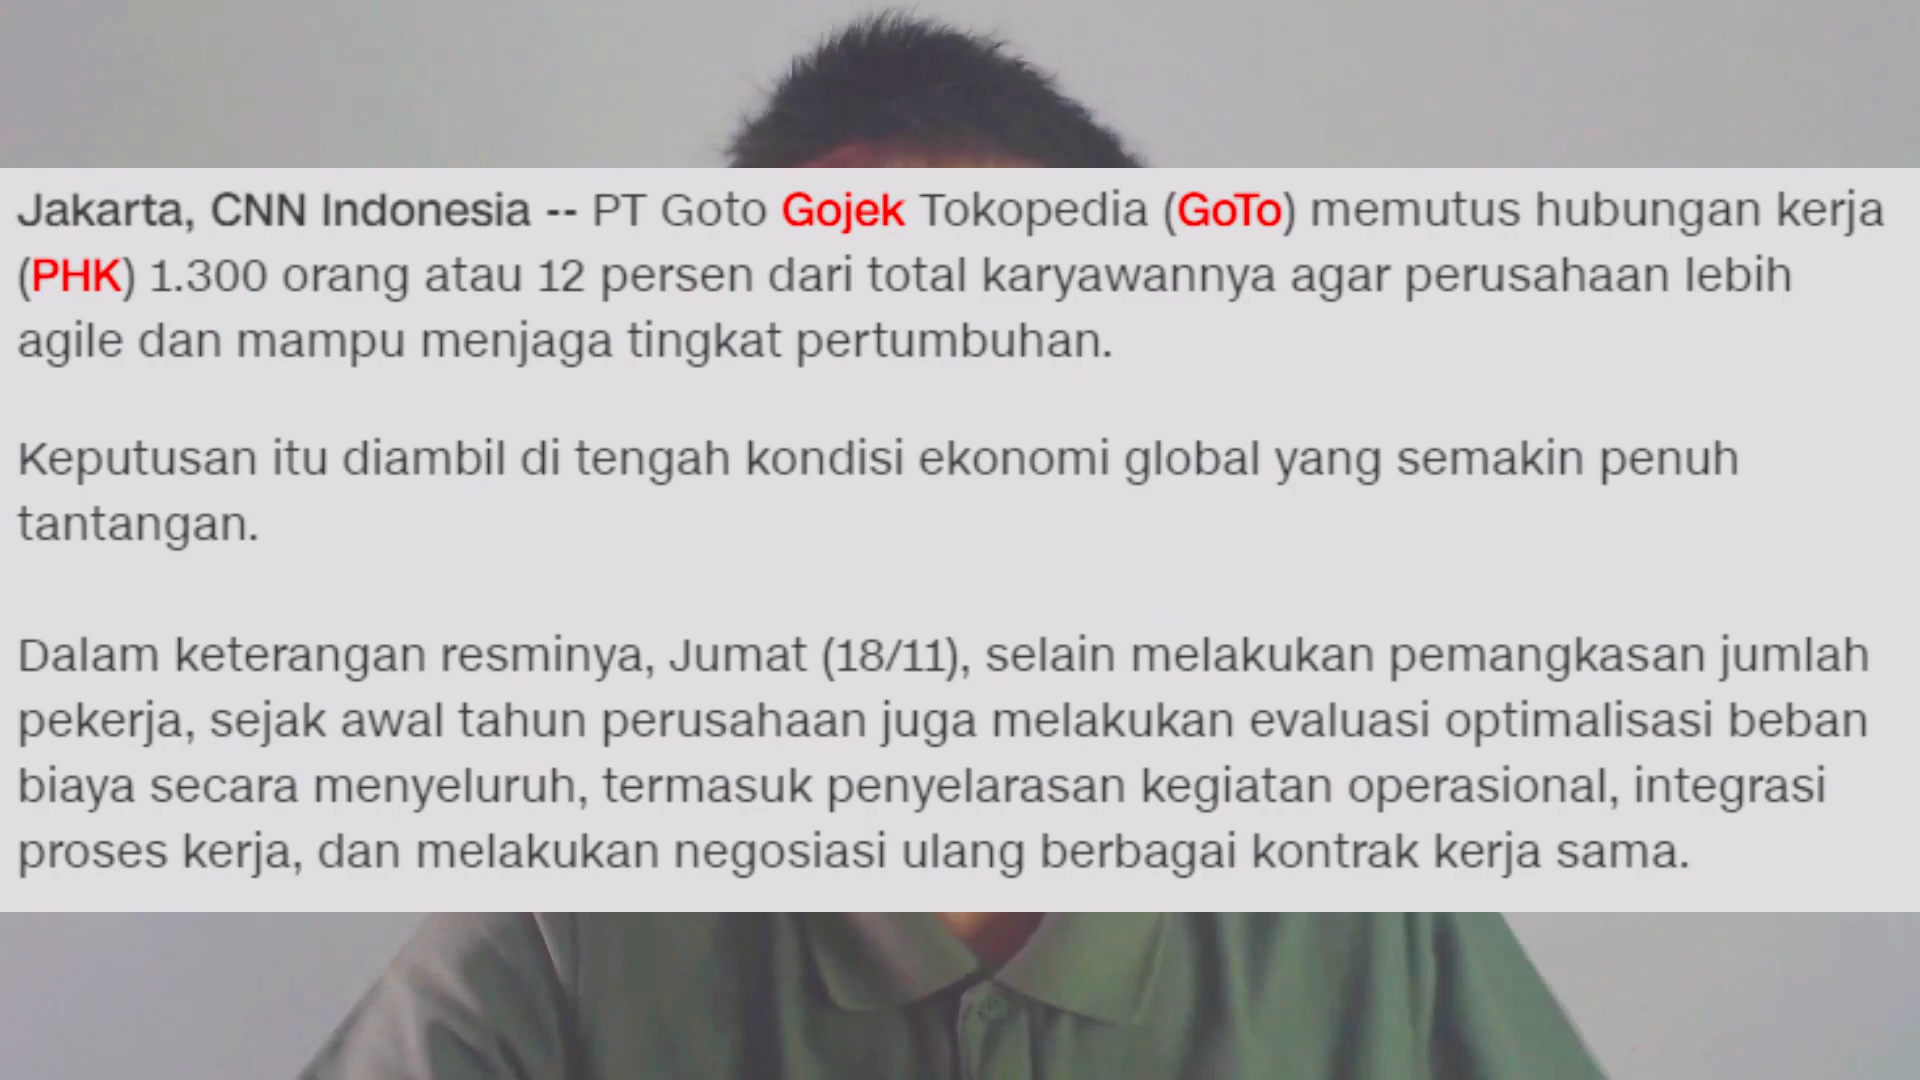 Jakarta, CNN Indonesia -- PT Goto Gojek Tokopedia (GoTo) memutus hubungan kerja
(PHK) 1.300 orang atau 12 persen dari total karyawannya agar perusahaan lebih
agile dan mampu menjaga tingkat pertumbuhan.
Keputusan itu diambil di tengah kondisi ekonomi global yang semakin penuh
tantangan.
Dalam keterangan resminya, Jumat (18/11), selain melakukan pemangkasan jumlah
pekerja, sejak awal tahun perusahaan juga melakukan evaluasi optimalisasi beban
biaya secara menyeluruh, termasuk penyelarasan kegiatan operasional, integrasi
proses kerja, dan melakukan negosiasi ulang berbagai kontrak kerja sama.